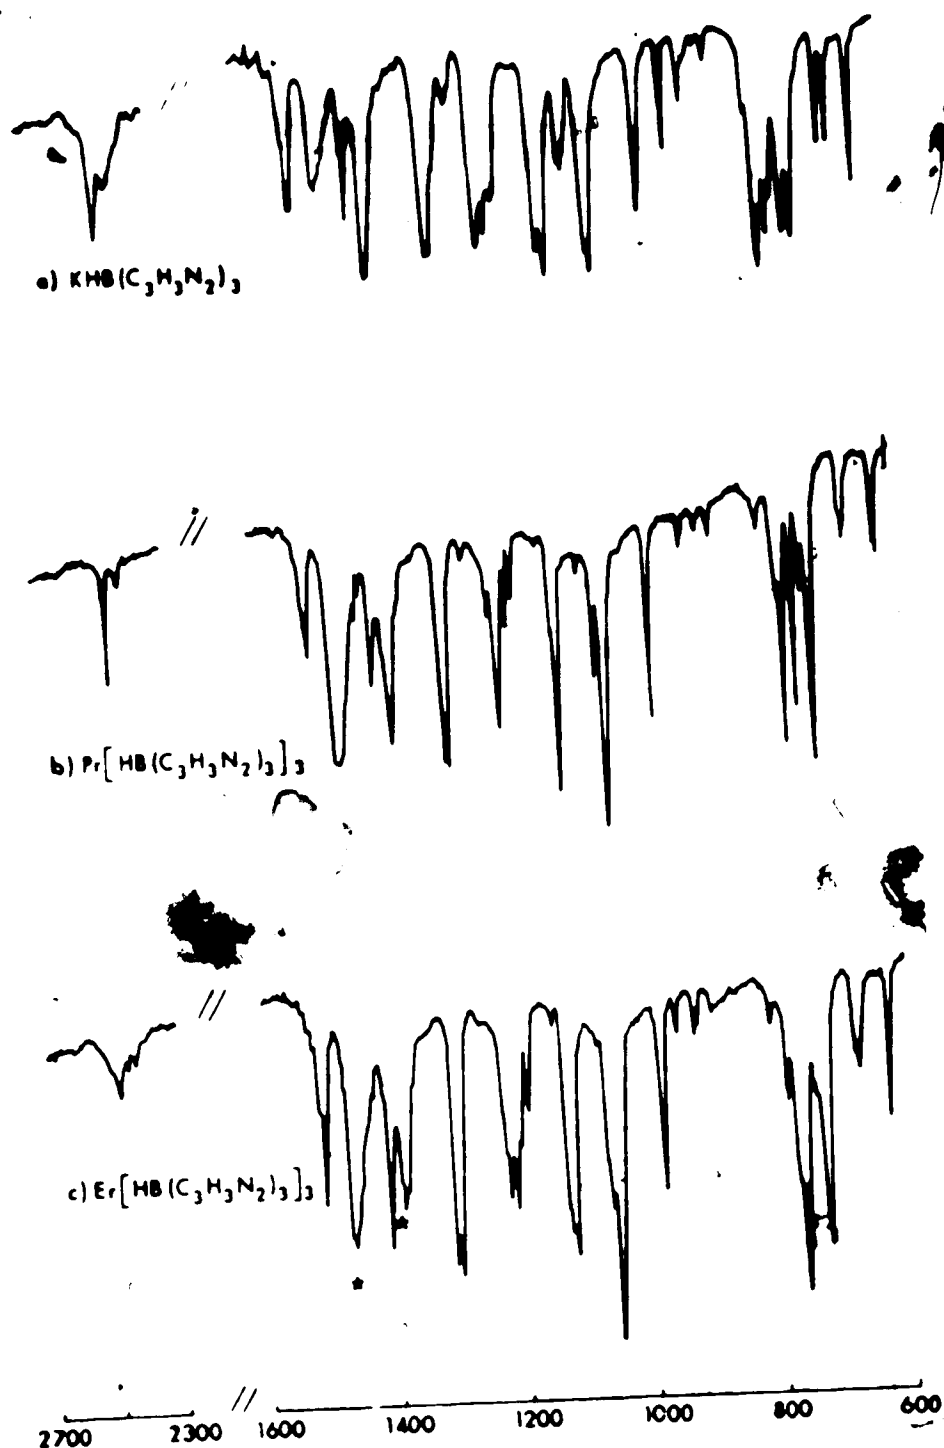 a) KHB(C₃H₃N₂)₃
b) Pr[HB(C₃H₃N₂)₃]₃
c) Er[HB(C₃H₃N₂)₃]₃
*
*
2700 2300 1600 1400 1200 1000 800 600